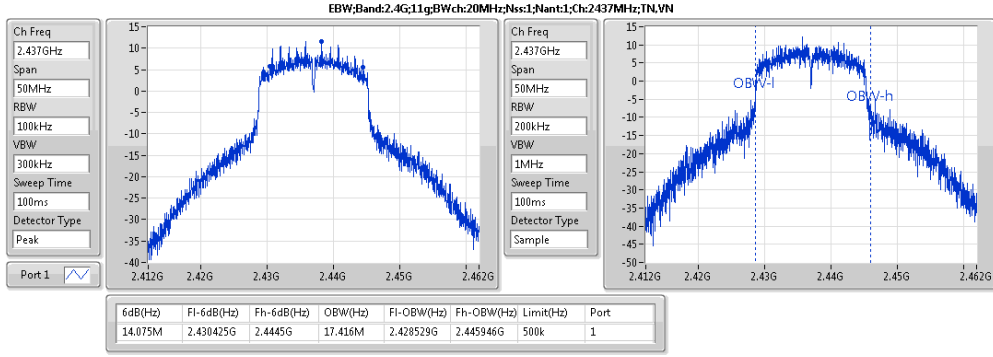 EBW;Band:2.4G;11g;BWch:20MHz;Nss:1;Nant:1;Ch:2437MHz;TN,VN
Ch Freq
2.437GHz
Span
50MHz
RBW
100kHz
VBW
300kHz
Sweep Time
100ms
Detector Type
Peak
Port 1
15
10
5
0
-5
-10
-15
-20
-25
-30
-35
-40
2.412G 2.42G 2.43G 2.44G 2.45G 2.462G
Ch Freq
2.437GHz
Span
50MHz
RBW
200kHz
VBW
1MHz
Sweep Time
100ms
Detector Type
Sample
15
10
5
0
-5
-10
-15
-20
-25
-30
-35
-40
-45
-50
OBW-l
OBW-h
2.412G 2.42G 2.43G 2.44G 2.45G 2.462G
6dB(Hz) Fl-6dB(Hz) Fh-6dB(Hz) OBW(Hz) Fl-OBW(Hz) Fh-OBW(Hz) Limit(Hz) Port
14.075M 2.430425G 2.4445G 17.416M 2.428529G 2.445946G 500k 1